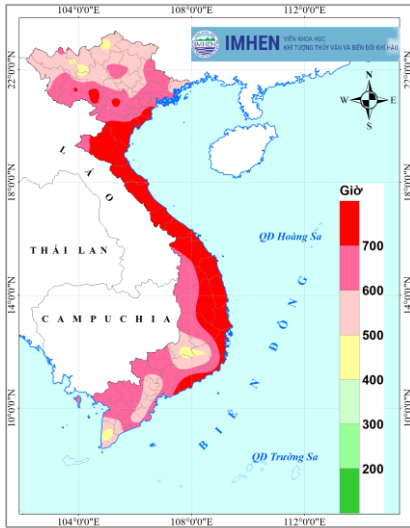 104°0'0"E 108°0'0"E 112°0'0"E
IMHEN
IMHEN
VIỆN KHOA HỌC
KHÍ TƯỢNG THỦY VĂN VÀ BIẾN ĐỔI KHÍ HẬU
22°0'0"N
22°0'0"N
N
W E
S
LÀO
18°0'0"N
18°0'0"N
Giờ
QĐ Hoàng Sa
THÁI LAN
700
600
14°0'0"N
14°0'0"N
CAMPUCHIA
500
BIỂN ĐÔNG
400
300
10°0'0"N
10°0'0"N
QĐ Trường Sa
200
104°0'0"E 108°0'0"E 112°0'0"E